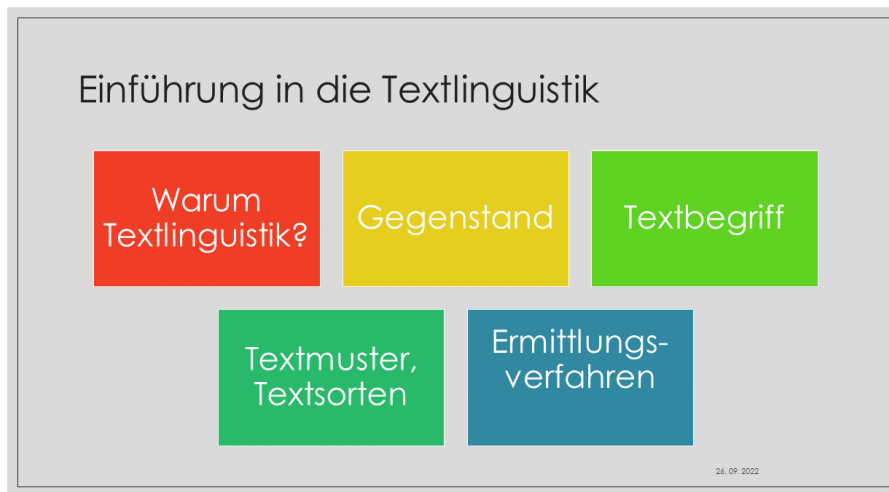 Einführung in die Textlinguistik
Warum
Textlinguistik?
Gegenstand
Textbegriff
Textmuster,
Textsorten
Ermittlungs-
verfahren
26. 09. 2022